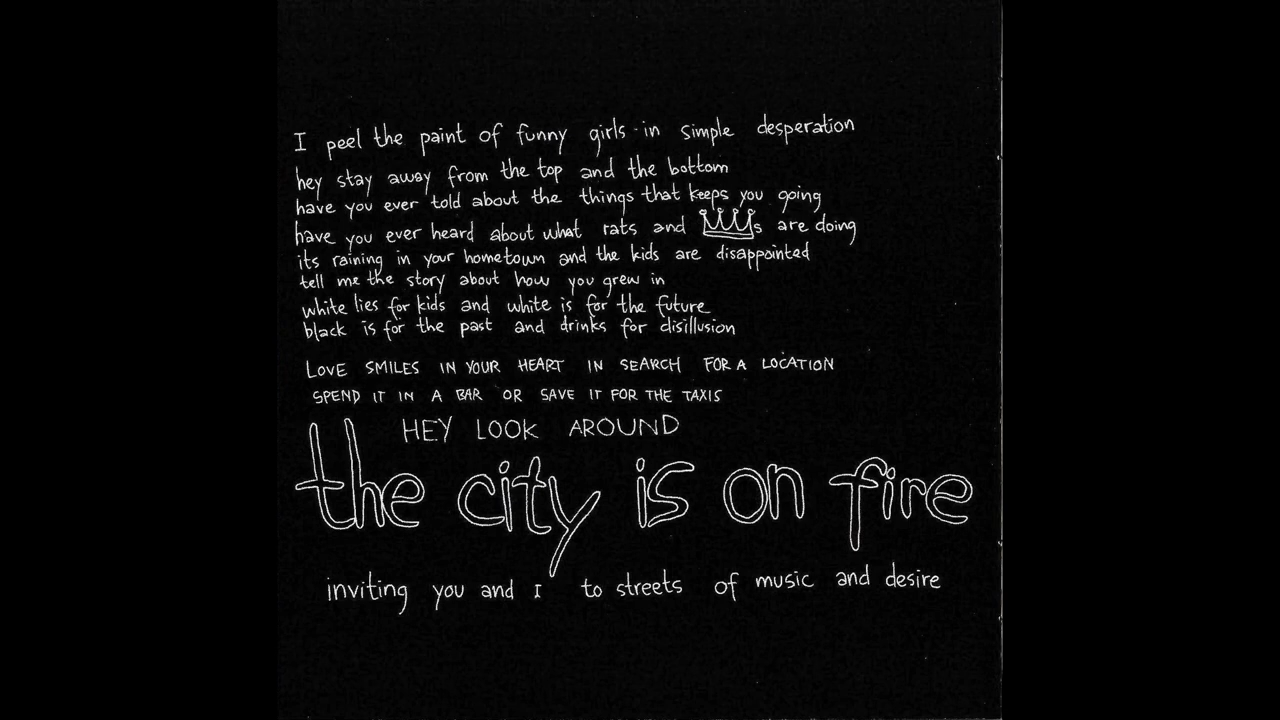 I peel the paint of funny girls in simple desperation
hey stay away from the top and the bottom
have you ever told about the things that keeps you going
have you ever heard about what rats and s are doing
its raining in your hometown and the kids are disappointed
tell me the story about how you grew in
white lies for kids and white is for the future
black is for the past and drinks for disillusion
LOVE SMILES IN YOUR HEART IN SEARCH FOR A LOCATION
SPEND IT IN A BAR OR SAVE IT FOR THE TAXIS
HEY LOOK AROUND
the city is on fire
inviting you and I to streets of music and desire